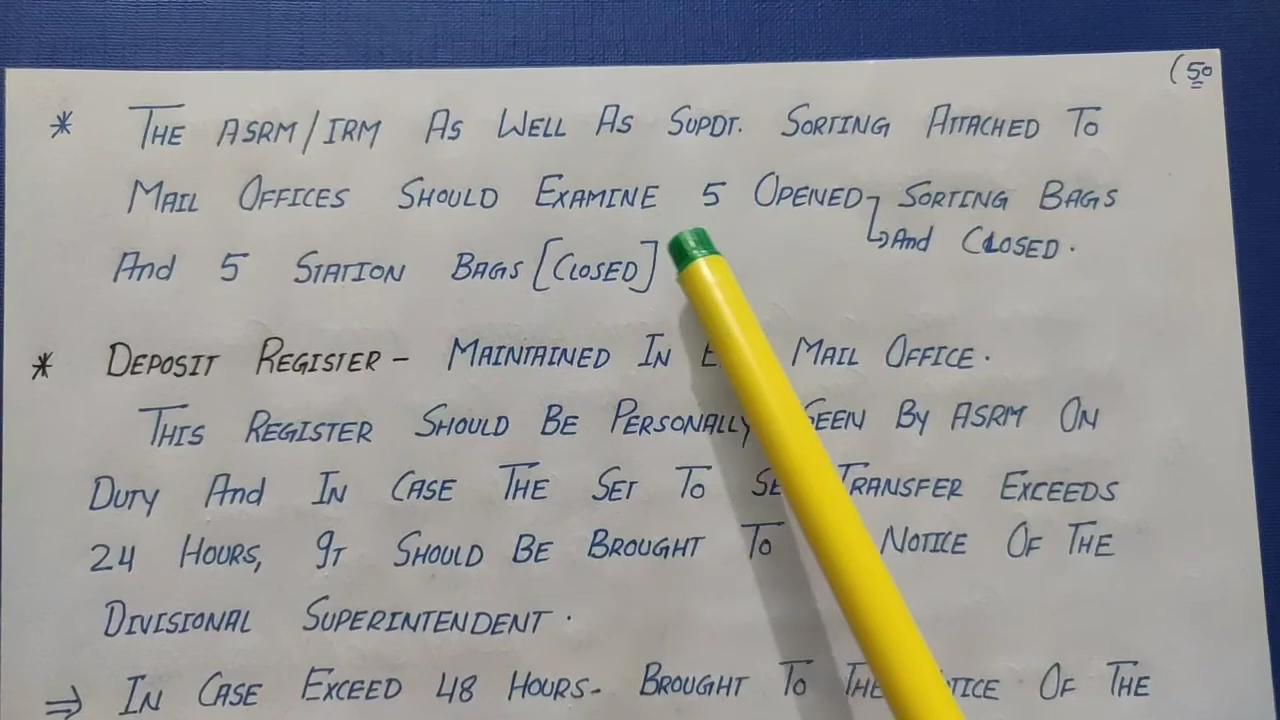 (50
* THE ASRM/IRM AS WELL AS SUPDT. SORTING ATTACHED TO
MAIL OFFICES SHOULD EXAMINE 5 OPENED SORTING BAGS
And CLOSED.
And 5 STATION BAGS [CLOSED]
* DEPOSIT REGISTER - MAINTAINED IN MAIL OFFICE.
THIS REGISTER SHOULD BE PERSONALLY SEEN BY ASRM ON
DUTY And IN CASE THE SET TO TRANSFER EXCEEDS
24 HOURS, IT SHOULD BE BROUGHT TO NOTICE OF THE
DIVISIONAL SUPERINTENDENT.
⇒ IN CASE EXCEED 48 HOURS- BROUGHT TO THE NOTICE OF THE